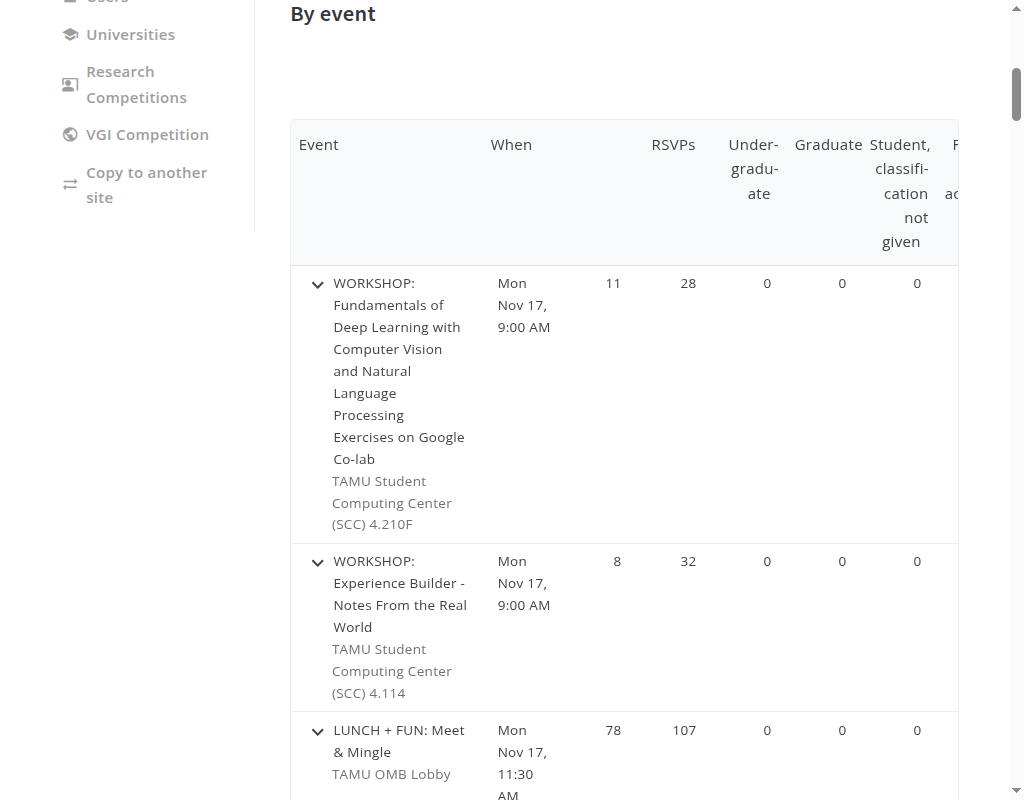 Users
Universities
Research
Competitions
VGI Competition
Copy to another
site
By event
Event When RSVPs Under-
gradu-
ate Graduate Student,
classifi-
cation
not
given
WORKSHOP:
Fundamentals of
Deep Learning with
Computer Vision
and Natural
Language
Processing
Exercises on Google
Co-lab
TAMU Student
Computing Center
(SCC) 4.210F
Mon
Nov 17,
9:00 AM
11 28 0 0 0
WORKSHOP:
Experience Builder -
Notes From the Real
World
TAMU Student
Computing Center
(SCC) 4.114
Mon
Nov 17,
9:00 AM
8 32 0 0 0
LUNCH + FUN: Meet
& Mingle
TAMU OMB Lobby
Mon
Nov 17,
11:30
AM
78 107 0 0 0